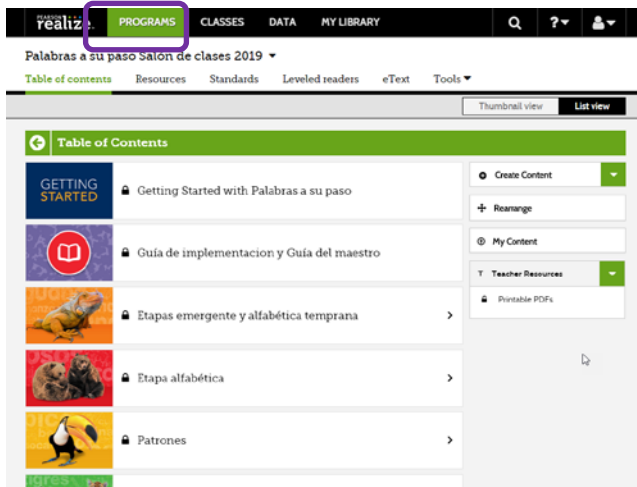 PEARSON
realize. PROGRAMS CLASSES DATA MY LIBRARY ?
Palabras a su paso Salón de clases 2019
Table of contents Resources Standards Leveled readers eText Tools
Thumbnail view List view
Table of Contents
GETTING
STARTED
Getting Started with Palabras a su paso
Guía de implementacion y Guía del maestro
Etapas emergente y alfabética temprana
Etapa alfabética
Patrones
Create Content
Rearrange
My Content
T Teacher Resources
Printable PDFs